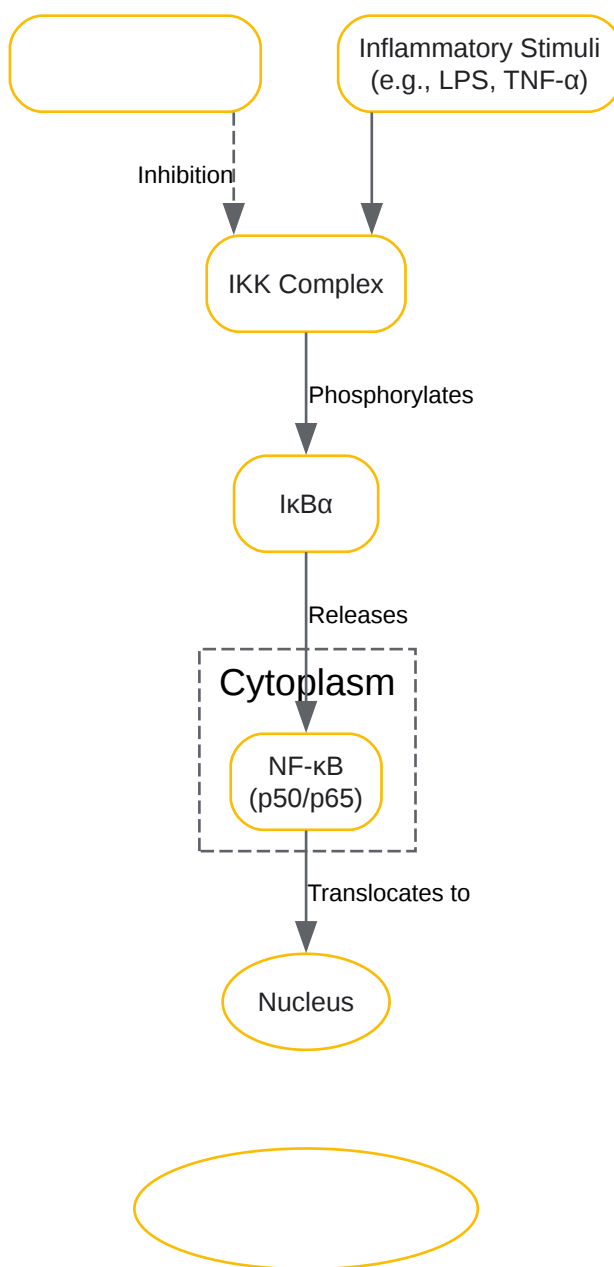 Inflammatory Stimuli
(e.g., LPS, TNF-α)
Inhibition
IKK Complex
Phosphorylates
IκBα
Releases
Cytoplasm
NF-κB
(p50/p65)
Translocates to
Nucleus